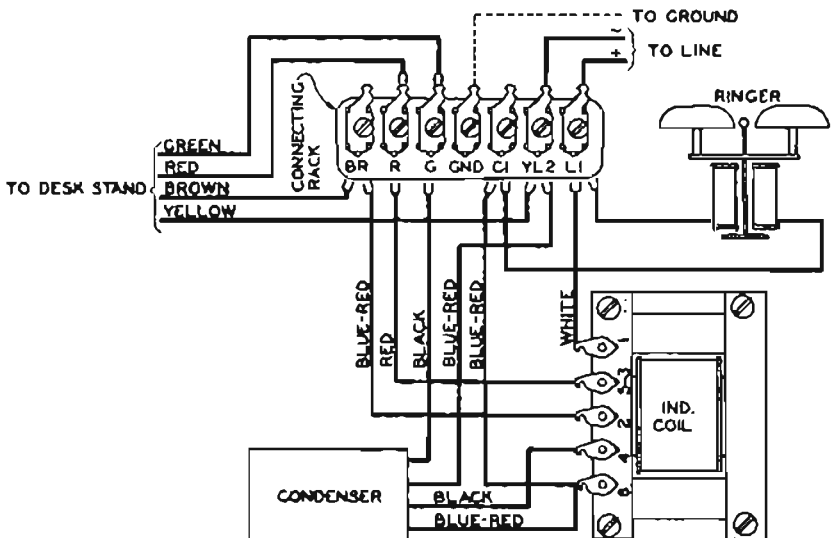 TO GROUND
~
+
TO LINE
RINGER
CONNECTING
RACK
GREEN
RED
TO DESK STAND
BROWN
YELLOW
BR R G GND C1 YL2 L1
BLUE-RED
RED
BLACK
BLUE-RED
BLUE-RED
WHITE
1
3
2
4
IND.
COIL
CONDENSER
BLACK
BLUE-RED